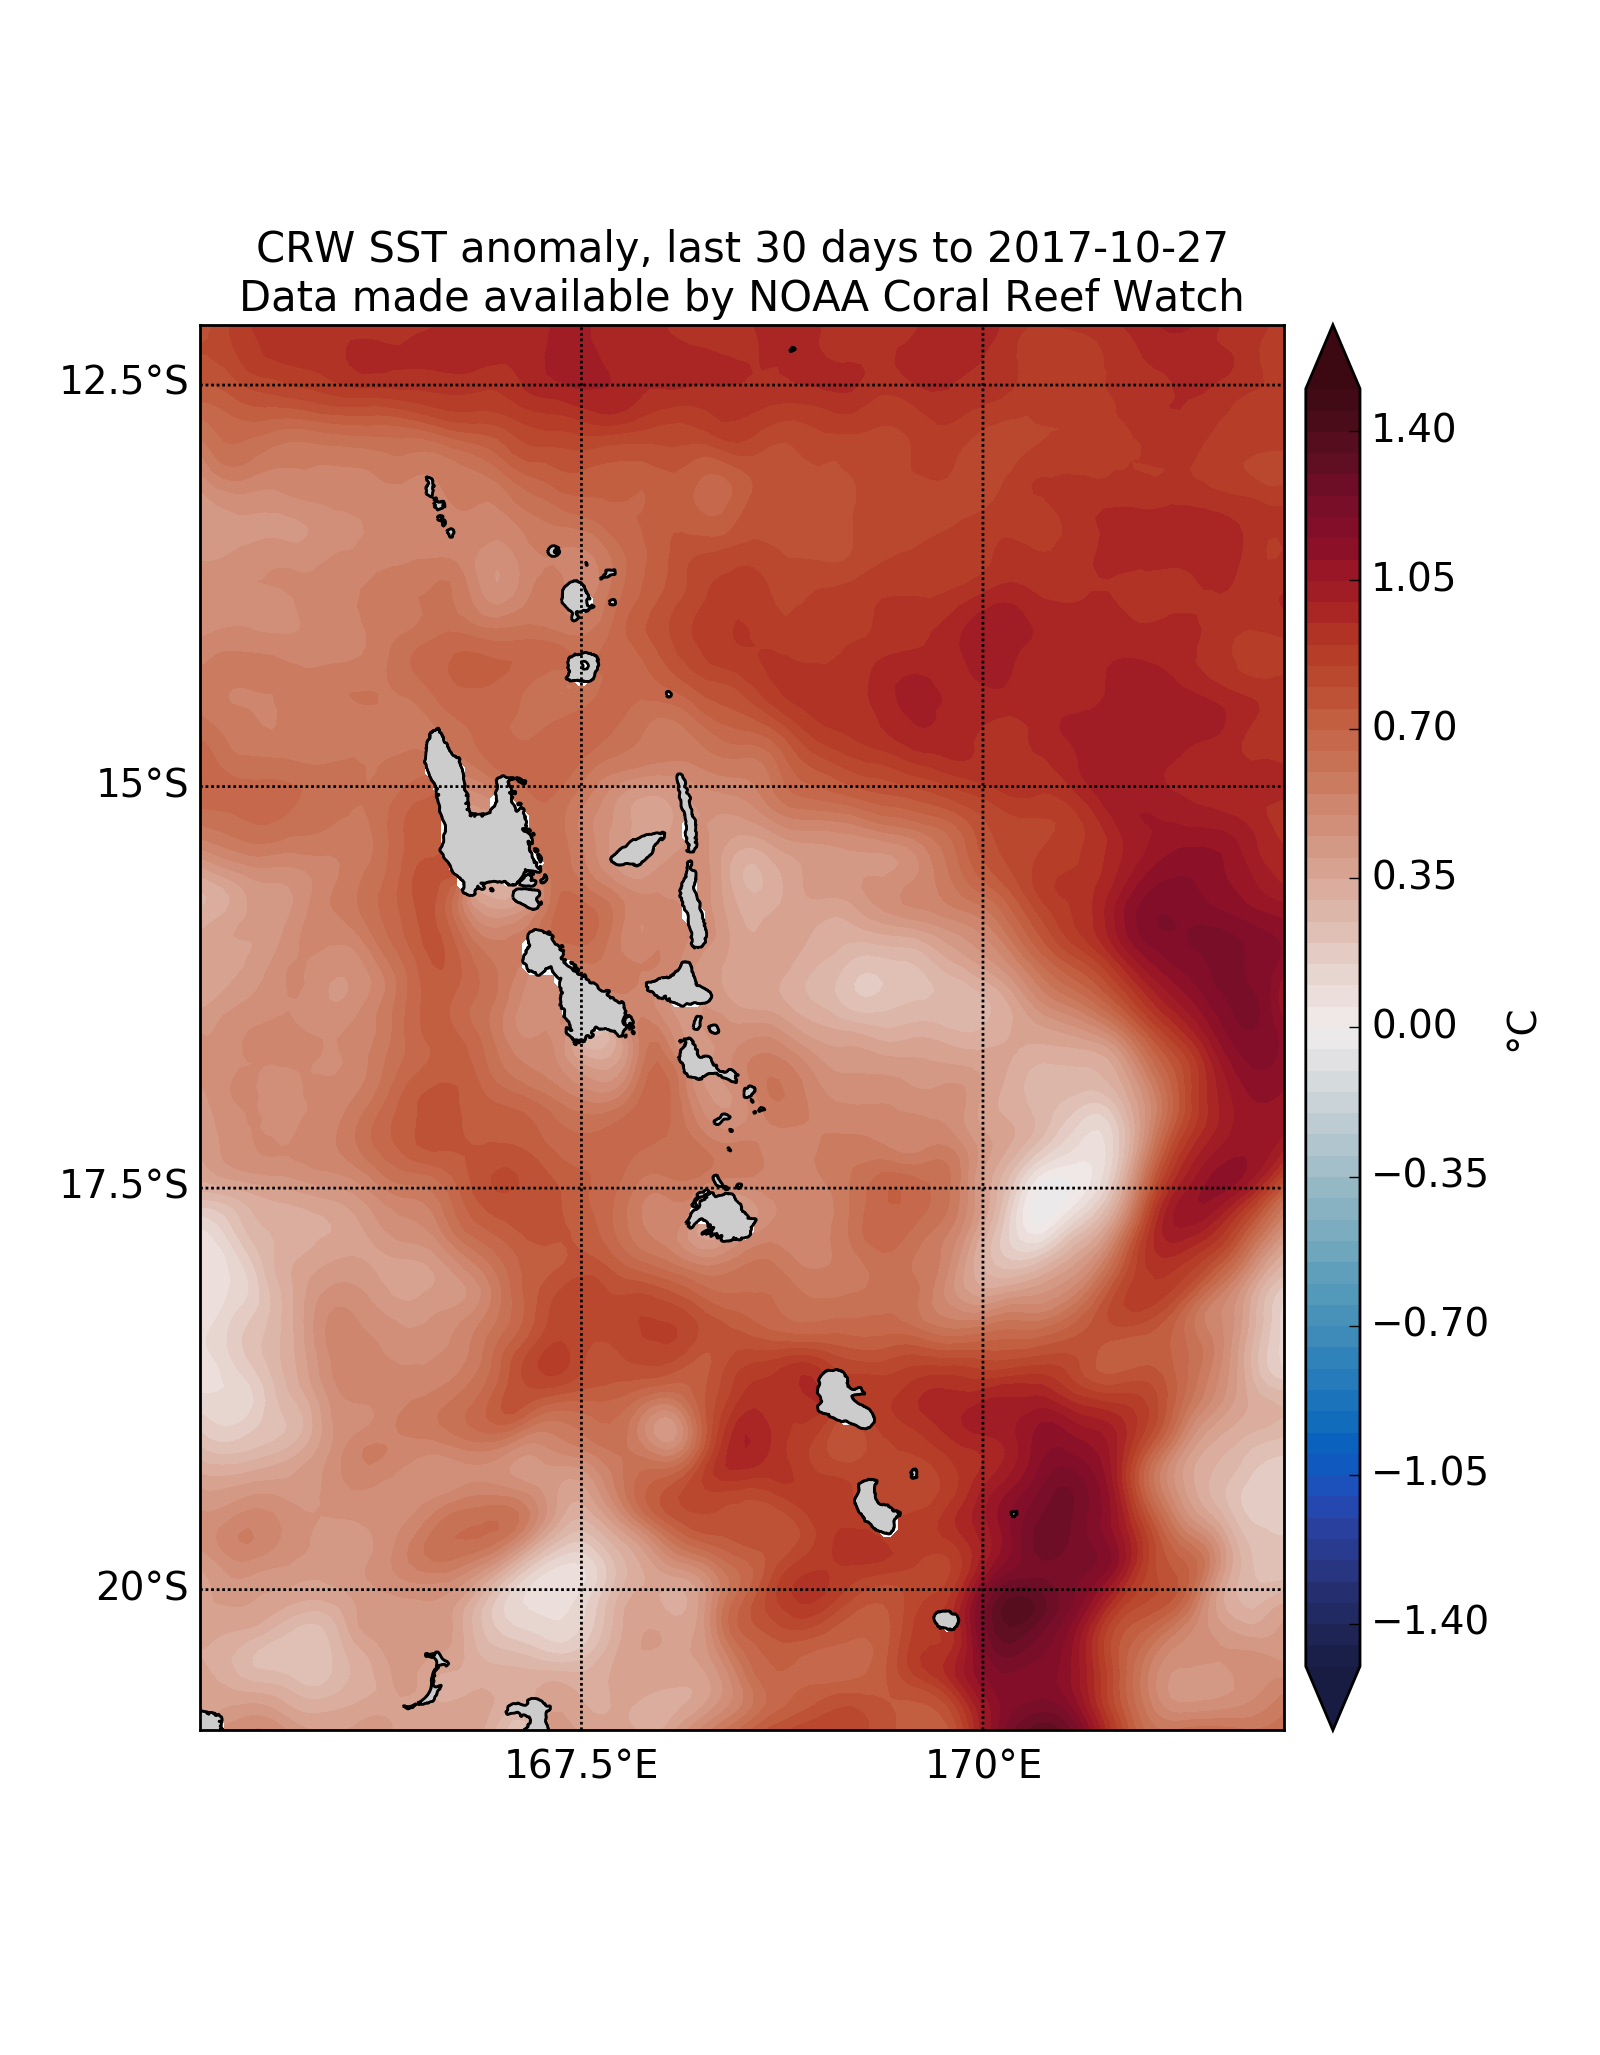 CRW SST anomaly, last 30 days to 2017-10-27
Data made available by NOAA Coral Reef Watch
12.5°S
15°S
17.5°S
20°S
167.5°E
170°E
1.40
1.05
0.70
0.35
0.00
−0.35
−0.70
−1.05
−1.40
°C